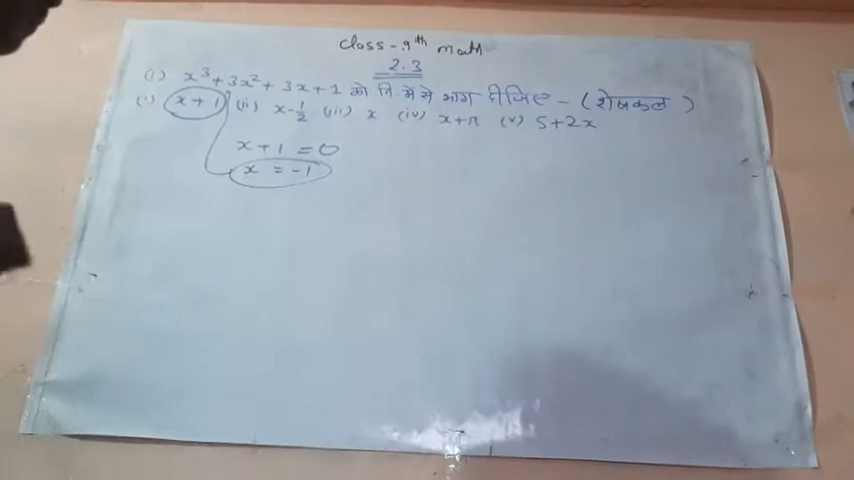 Class - 9th math
2.3
(1) x³ + 3x² + 3x + 1 को नि. में से भाग दीजिए - (शेषफल)
(i) x + 1 (ii) x - 1/2 (iii) x (iv) x + π (v) 5 + 2x
x + 1 = 0
x = -1